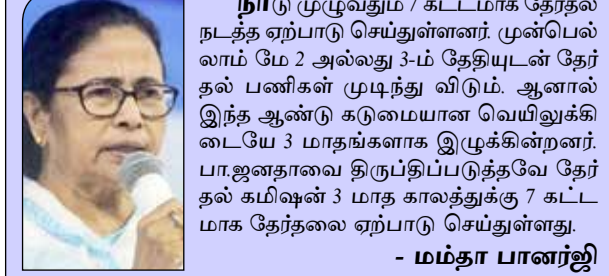 நாடு முழுவதும் 7 கட்டமாக தேர்தல்
நடத்த ஏற்பாடு செய்துள்ளனர். முன்பெல்
லாம் மே 2 அல்லது 3-ம் தேதியுடன் தேர்
தல் பணிகள் முடிந்து விடும். ஆனால்
இந்த ஆண்டு கடுமையான வெயிலுக்கி
டையே 3 மாதங்களாக இழுக்கின்றனர்.
பா.ஜனதாவை திருப்திப்படுத்தவே தேர்
தல் கமிஷன் 3 மாத காலத்துக்கு 7 கட்ட
மாக தேர்தலை ஏற்பாடு செய்துள்ளது.
- மம்தா பானர்ஜி